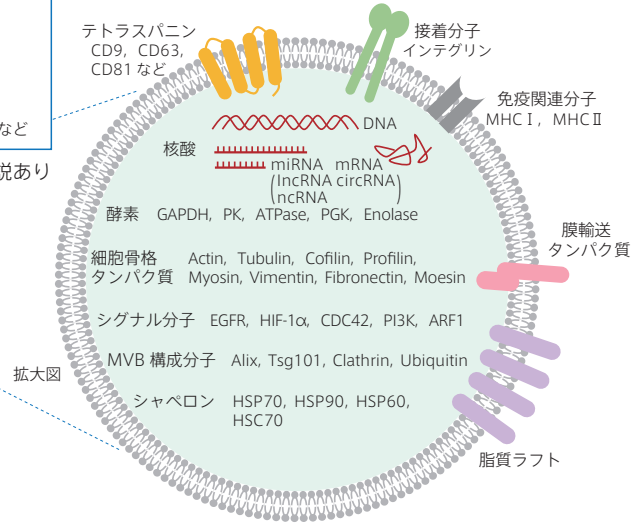 テトラスパニン
CD9, CD63,
CD81 など
接着分子
インテグリン
免疫関連分子
MHCⅠ, MHCⅡ
など
説あり
DNA
核酸
miRNA mRNA
(lncRNA circRNA)
ncRNA
酵素 GAPDH, PK, ATPase, PGK, Enolase
膜輸送
タンパク質
細胞骨格 Actin, Tubulin, Cofilin, Profilin,
タンパク質 Myosin, Vimentin, Fibronectin, Moesin
シグナル分子 EGFR, HIF-1α, CDC42, PI3K, ARF1
MVB 構成分子 Alix, Tsg101, Clathrin, Ubiquitin
拡大図
シャペロン HSP70, HSP90, HSP60,
HSC70
脂質ラフト